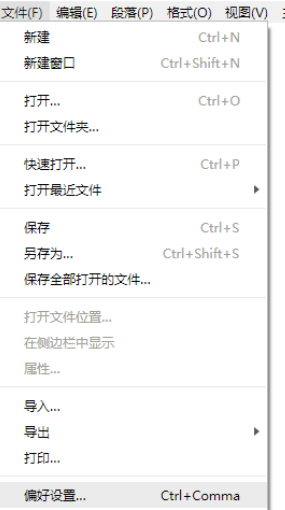 文件(F) 编辑(E) 段落(P) 格式(O) 视图(V)
新建 Ctrl+N
新建窗口 Ctrl+Shift+N
打开... Ctrl+O
打开文件夹...
快速打开... Ctrl+P
打开最近文件
保存 Ctrl+S
另存为... Ctrl+Shift+S
保存全部打开的文件...
打开文件位置...
在侧边栏中显示
属性...
导入...
导出
打印...
偏好设置... Ctrl+Comma